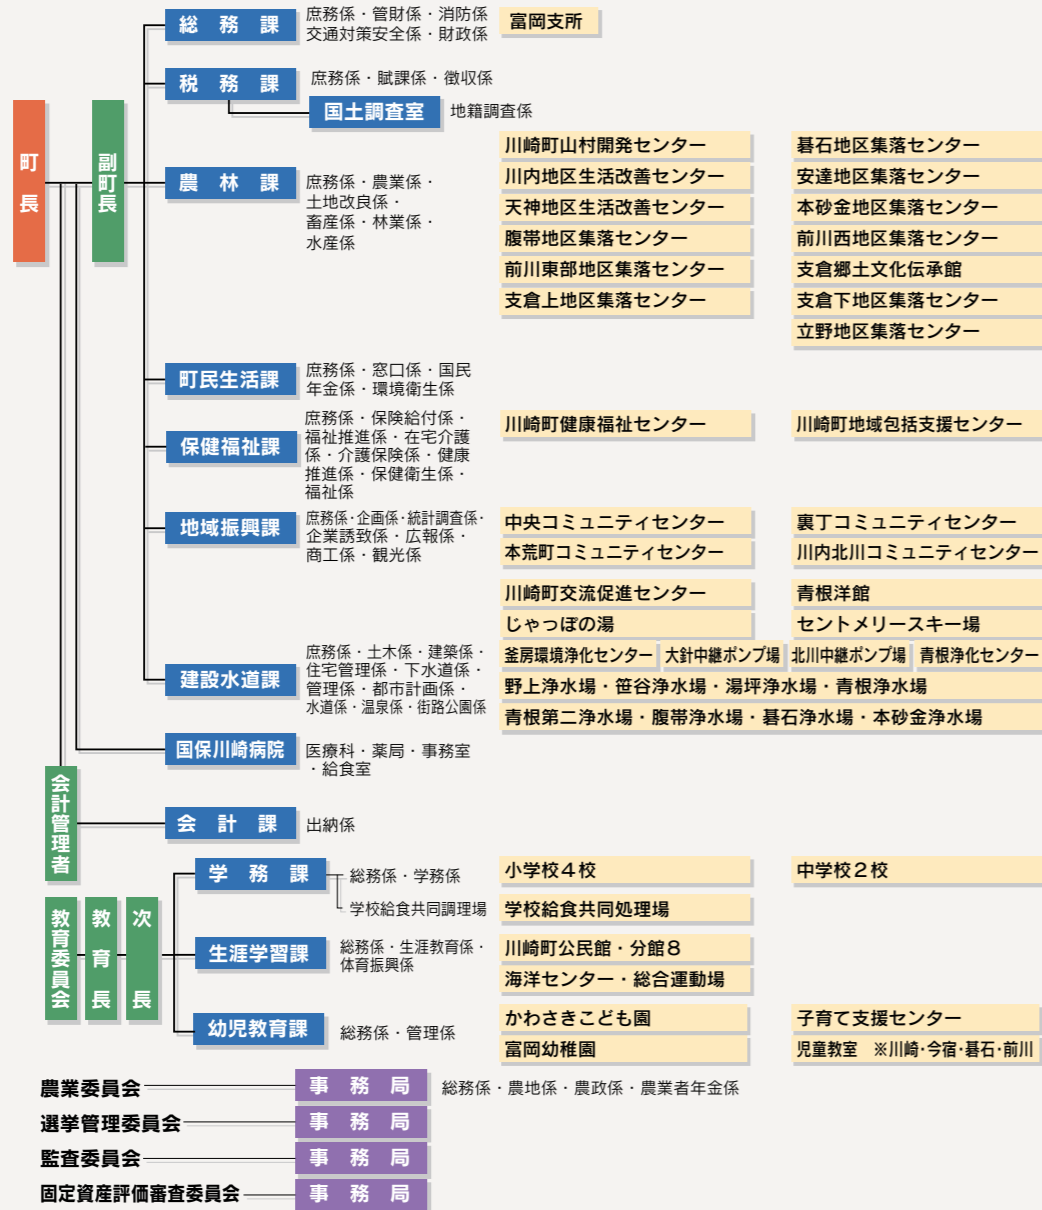 町長
副町長
総務課
庶務係・管財係・消防係
交通対策安全係・財政係
富岡支所
税務課
庶務係・賦課係・徴収係
国土調査室
地籍調査係
農林課
庶務係・農業係・
土地改良係・
畜産係・林業係・
水産係
川崎町山村開発センター
碁石地区集落センター
川内地区生活改善センター
安達地区集落センター
天神地区生活改善センター
本砂金地区集落センター
腹帯地区集落センター
前川西地区集落センター
前川東部地区集落センター
支倉郷土文化伝承館
支倉上地区集落センター
支倉下地区集落センター
立野地区集落センター
町民生活課
庶務係・窓口係・国民
年金係・環境衛生係
保健福祉課
庶務係・保険給付係・
福祉推進係・在宅介護
係・介護保険係・健康
推進係・保健衛生係・
福祉係
川崎町健康福祉センター
川崎町地域包括支援センター
地域振興課
庶務係・企画係・統計調査係・
企業誘致係・広報係・
商工係・観光係
中央コミュニティセンター
裏丁コミュニティセンター
本荒町コミュニティセンター
川内北川コミュニティセンター
川崎町交流促進センター
青根洋館
じゃっぽの湯
セントメリースキー場
建設水道課
庶務係・土木係・建築係・
住宅管理係・下水道係・
管理係・都市計画係・
水道係・温泉係・街路公園係
釜房環境浄化センター
大針中継ポンプ場
北川中継ポンプ場
青根浄化センター
野上浄水場・笹谷浄水場・湯坪浄水場・青根浄水場
青根第二浄水場・腹帯浄水場・碁石浄水場・本砂金浄水場
国保川崎病院
医療科・薬局・事務室
・給食室
会計管理者
会計課
出納係
教育委員会
教育長
次長
学務課
総務係・学務係
学校給食共同調理場
小学校４校
中学校２校
学校給食共同処理場
生涯学習課
総務係・生涯教育係・
体育振興係
川崎町公民館・分館８
海洋センター・総合運動場
幼児教育課
総務係・管理係
かわさきこども園
子育て支援センター
富岡幼稚園
児童教室　※川崎・今宿・碁石・前川
農業委員会
事務局
総務係・農地係・農政係・農業者年金係
選挙管理委員会
事務局
監査委員会
事務局
固定資産評価審査委員会
事務局